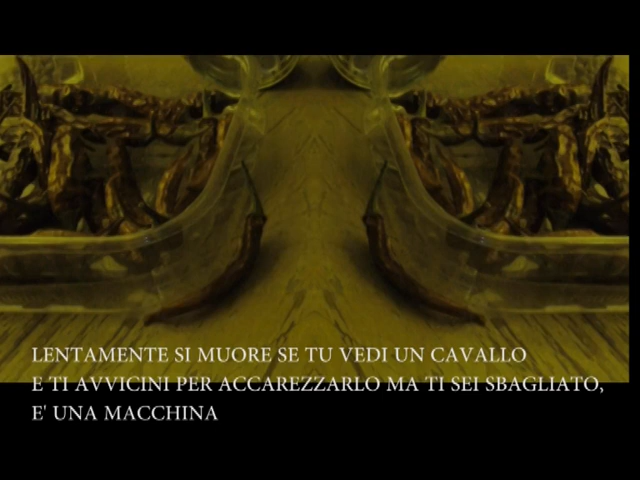 LENTAMENTE SI MUORE SE TU VEDI UN CAVALLO
E TI AVVICINI PER ACCAREZZARLO MA TI SEI SBAGLIATO,
E' UNA MACCHINA